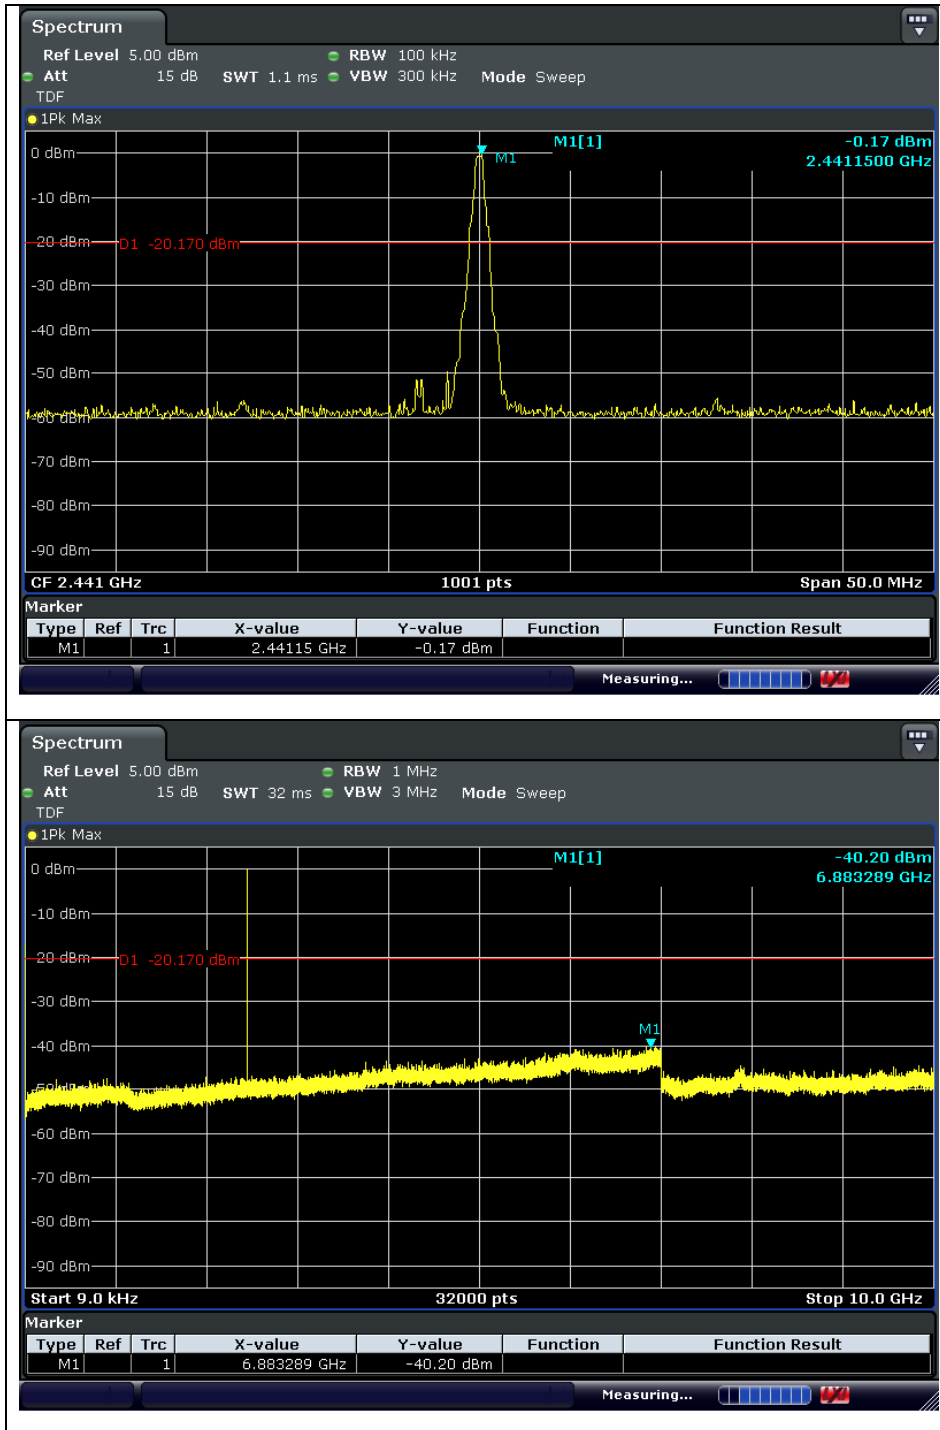 Spectrum
Ref Level 5.00 dBm RBW 100 kHz
Att 15 dB SWT 1.1 ms VBW 300 kHz Mode Sweep
TDF
1Pk Max
M1[1] -0.17 dBm
2.4411500 GHz
M1
0 dBm
-10 dBm
-20 dBm
D1 -20.170 dBm
-30 dBm
-40 dBm
-50 dBm
-60 dBm
-70 dBm
-80 dBm
-90 dBm
CF 2.441 GHz 1001 pts Span 50.0 MHz
Marker
Type Ref Trc X-value Y-value Function Function Result
M1 1 2.44115 GHz -0.17 dBm
Measuring...
Spectrum
Ref Level 5.00 dBm RBW 1 MHz
Att 15 dB SWT 32 ms VBW 3 MHz Mode Sweep
TDF
1Pk Max
M1[1] -40.20 dBm
6.883289 GHz
0 dBm
-10 dBm
-20 dBm
D1 -20.170 dBm
-30 dBm
M1
-40 dBm
-50 dBm
-60 dBm
-70 dBm
-80 dBm
-90 dBm
Start 9.0 kHz 32000 pts Stop 10.0 GHz
Marker
Type Ref Trc X-value Y-value Function Function Result
M1 1 6.883289 GHz -40.20 dBm
Measuring...